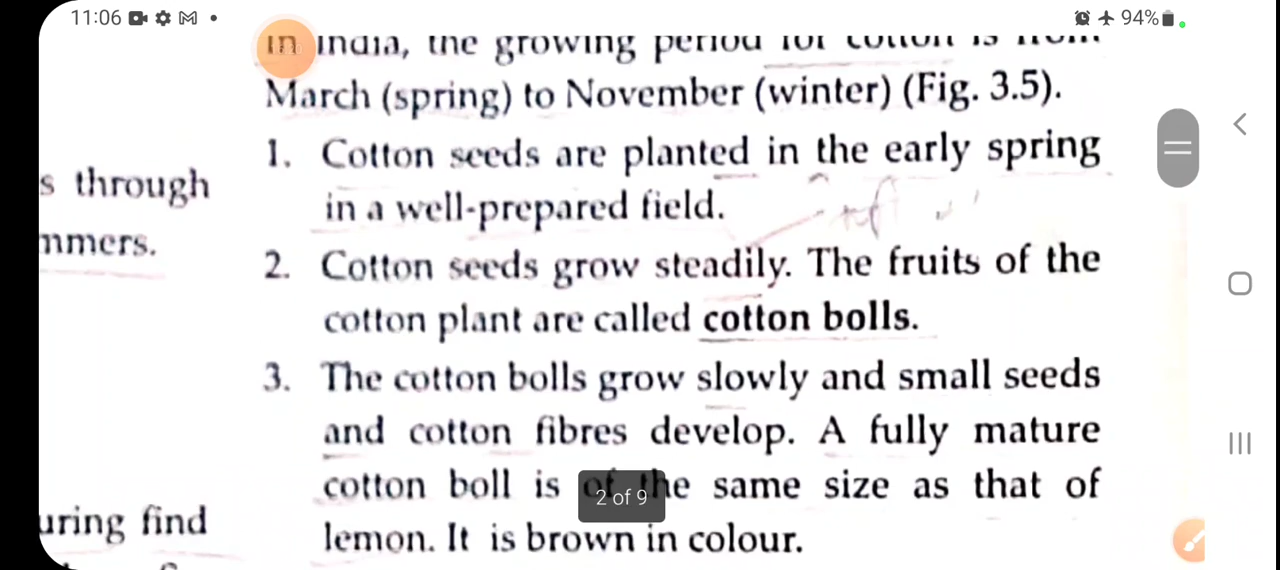 11:06
94%
In India, the growing period for cotton is from
March (spring) to November (winter) (Fig. 3.5).
1. Cotton seeds are planted in the early spring
in a well-prepared field.
2. Cotton seeds grow steadily. The fruits of the
cotton plant are called cotton bolls.
3. The cotton bolls grow slowly and small seeds
and cotton fibres develop. A fully mature
cotton boll is of the same size as that of
lemon. It is brown in colour.
s through
mmers.
uring find
2 of 9